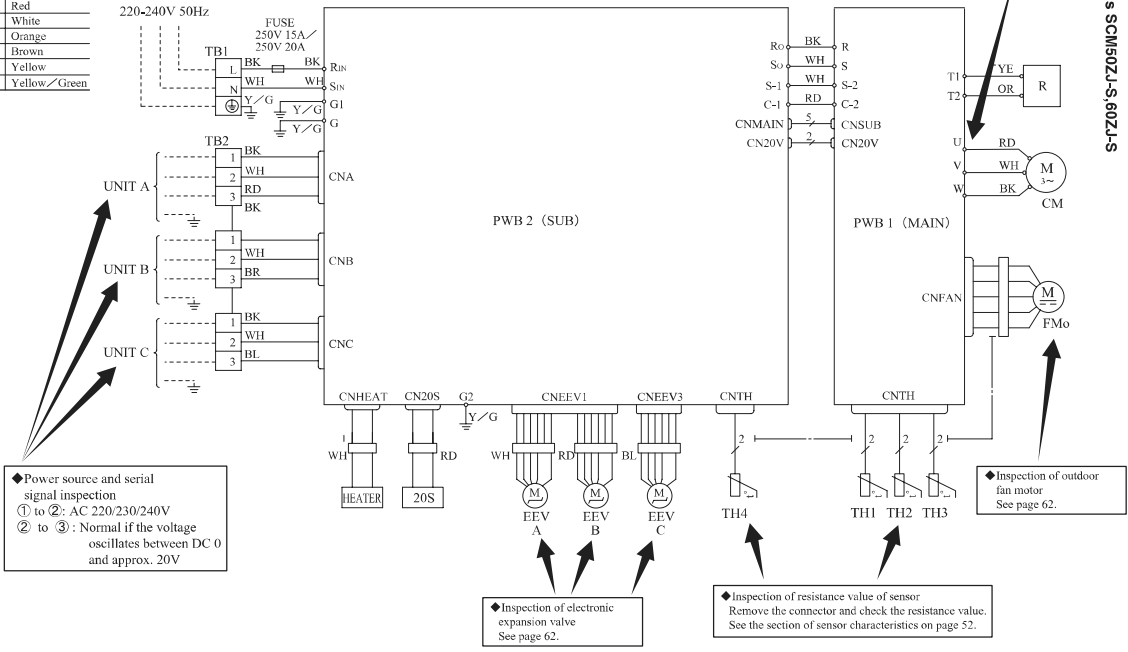 Red
White
Orange
Brown
Yellow
Yellow/Green
220-240V 50Hz
FUSE
250V 15A/
250V 20A
TB1
L
BK
BK
RIN
N
WH
WH
SIN
Y/G
Y/G
G1
Y/G
G
TB2
UNIT A
1
BK
2
WH
3
RD
BK
CNA
UNIT B
1
2
WH
3
BR
CNB
UNIT C
1
BK
2
WH
3
BL
CNC
PWB 2 (SUB)
RO
BK
R
SO
WH
S
S-1
WH
S-2
C-1
RD
C-2
CNMAIN
5
CNSUB
CN20V
2
CN20V
PWB 1 (MAIN)
T1
YE
T2
OR
R
U
RD
V
WH
W
BK
M
3~
CM
CNFAN
M
FMo
s SCM50ZJ-S,60ZJ-S
CNHEAT
CN20S
G2
CNEEV1
CNEEV3
CNTH
CNTH
Y/G
1
WH
RD
WH
RD
BL
2
2
2
2
HEATER
20S
M
M
M
EEV
A
EEV
B
EEV
C
TH4
TH1
TH2
TH3
◆Power source and serial
signal inspection
① to ②: AC 220/230/240V
② to ③: Normal if the voltage
oscillates between DC 0
and approx. 20V
◆Inspection of electronic
expansion valve
See page 62.
◆Inspection of resistance value of sensor
Remove the connector and check the resistance value.
See the section of sensor characteristics on page 52.
◆Inspection of outdoor
fan motor
See page 62.